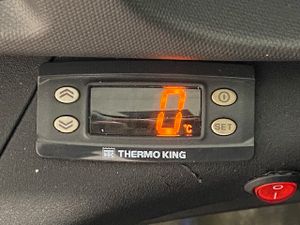 0
°C
SET
THERMO KING